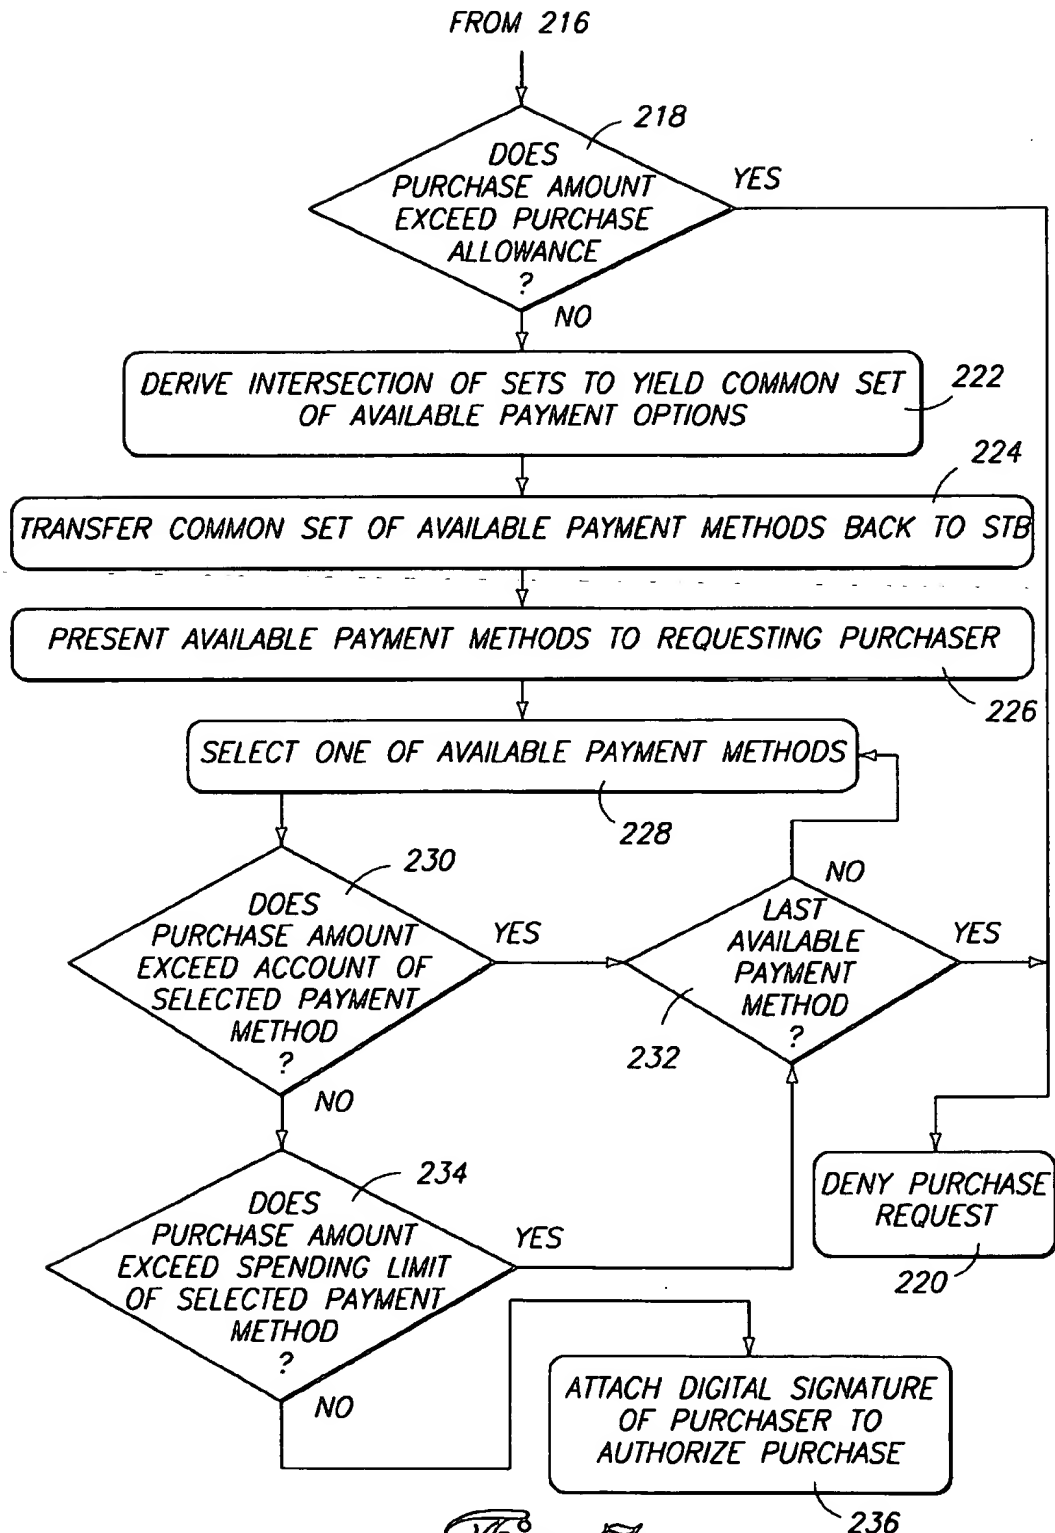 FROM 216
218
DOES
PURCHASE AMOUNT
EXCEED PURCHASE
ALLOWANCE
?
YES
NO
DERIVE INTERSECTION OF SETS TO YIELD COMMON SET
OF AVAILABLE PAYMENT OPTIONS
222
224
TRANSFER COMMON SET OF AVAILABLE PAYMENT METHODS BACK TO STB
PRESENT AVAILABLE PAYMENT METHODS TO REQUESTING PURCHASER
226
SELECT ONE OF AVAILABLE PAYMENT METHODS
228
230
DOES
PURCHASE AMOUNT
EXCEED ACCOUNT OF
SELECTED PAYMENT
METHOD
?
YES
NO
NO
LAST
AVAILABLE
PAYMENT
METHOD
?
YES
232
234
DOES
PURCHASE AMOUNT
EXCEED SPENDING LIMIT
OF SELECTED PAYMENT
METHOD
?
YES
NO
DENY PURCHASE
REQUEST
220
ATTACH DIGITAL SIGNATURE
OF PURCHASER TO
AUTHORIZE PURCHASE
236